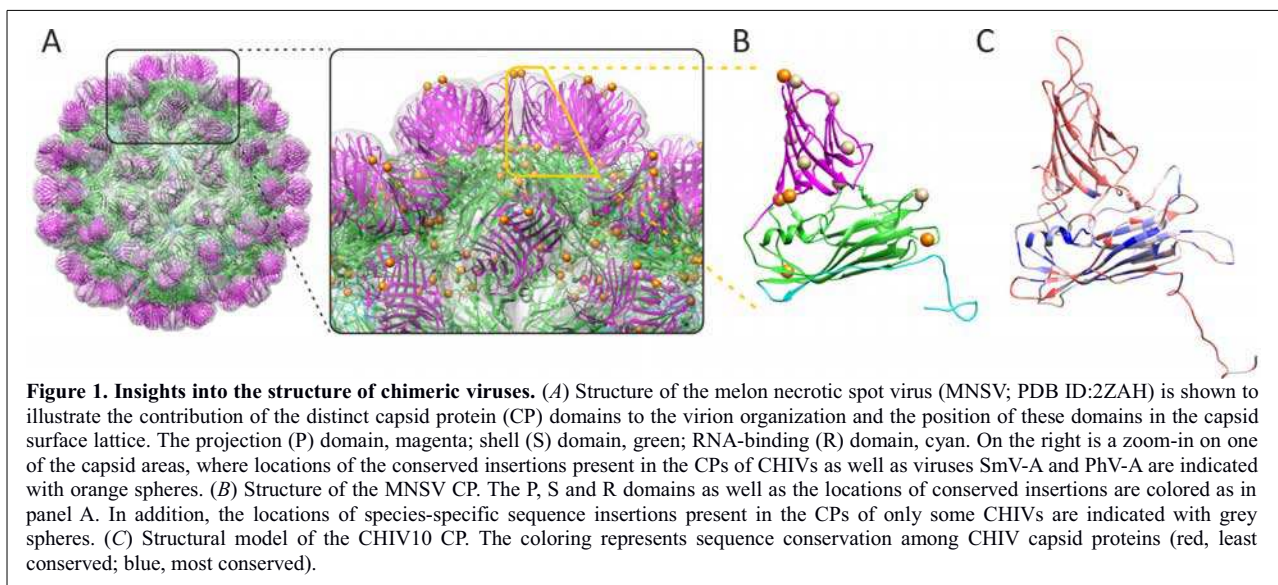 A
B
C
Figure 1. Insights into the structure of chimeric viruses. (A) Structure of the melon necrotic spot virus (MNSV; PDB ID:2ZAH) is shown to
illustrate the contribution of the distinct capsid protein (CP) domains to the virion organization and the position of these domains in the capsid
surface lattice. The projection (P) domain, magenta; shell (S) domain, green; RNA-binding (R) domain, cyan. On the right is a zoom-in on one
of the capsid areas, where locations of the conserved insertions present in the CPs of CHIVs as well as viruses SmV-A and PhV-A are indicated
with orange spheres. (B) Structure of the MNSV CP. The P, S and R domains as well as the locations of conserved insertions are colored as in
panel A. In addition, the locations of species-specific sequence insertions present in the CPs of only some CHIVs are indicated with grey
spheres. (C) Structural model of the CHIV10 CP. The coloring represents sequence conservation among CHIV capsid proteins (red, least
conserved; blue, most conserved).